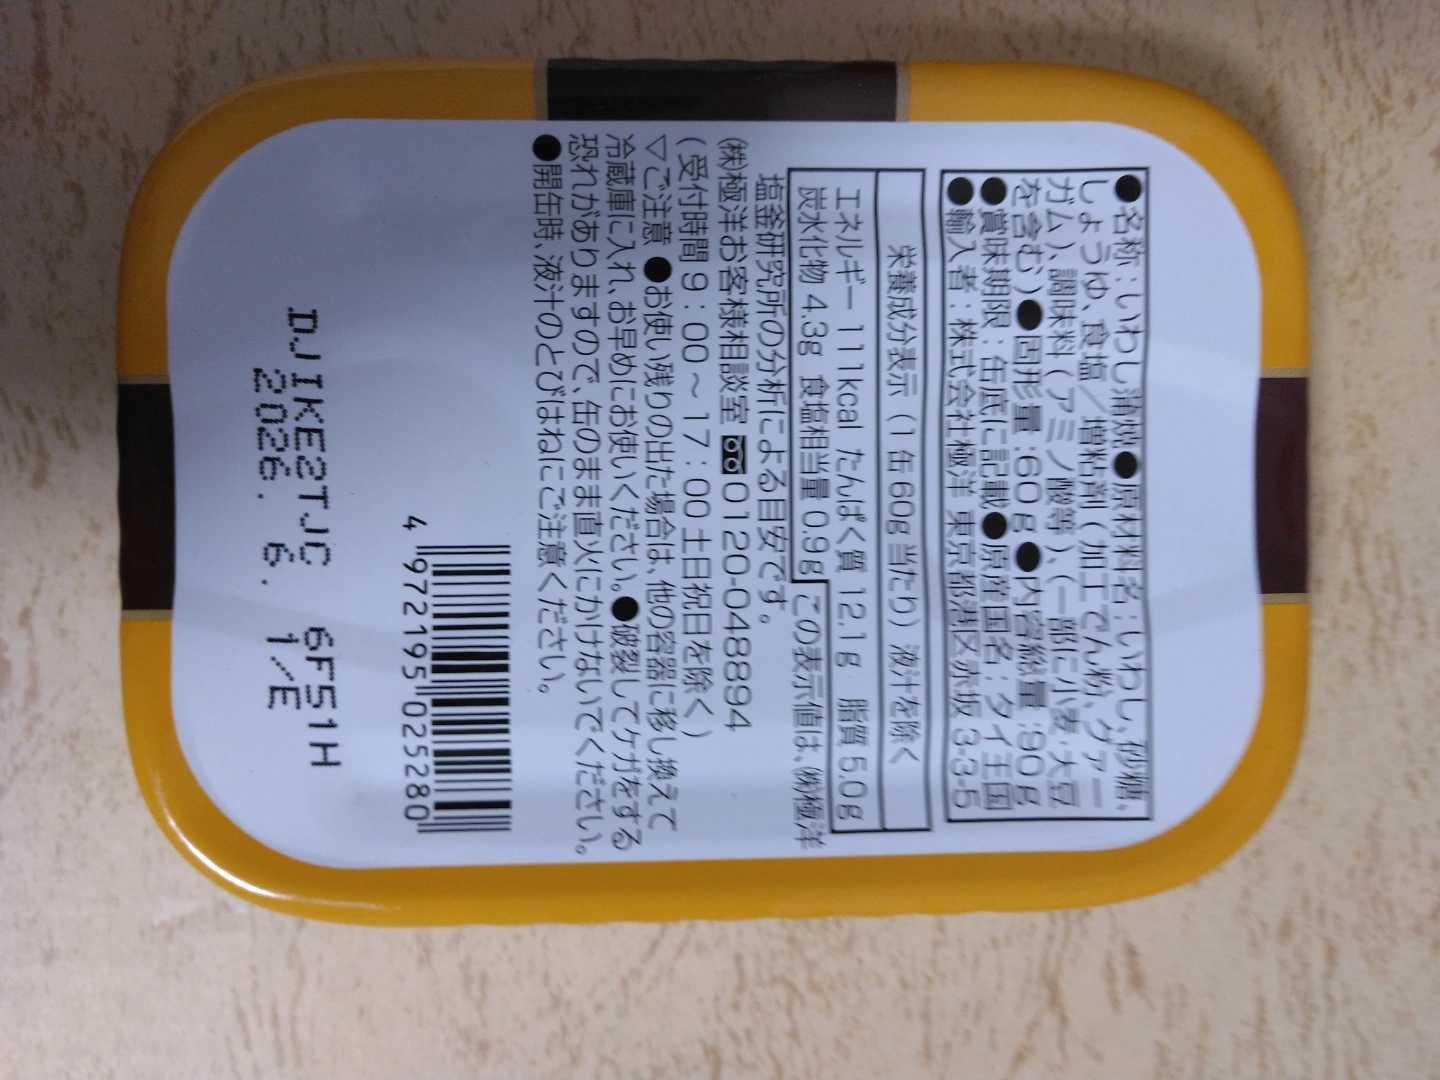 ●名称：いわし蒲焼●原材料名：いわし、砂糖、
しょうゆ、食塩／増粘剤（加工でん粉、グァー
ガム）、調味料（アミノ酸等）、（一部に小麦・大豆
を含む）●固形量：60g●内容総量：90g
●賞味期限：缶底に記載●原産国名：タイ王国
●輸入者：株式会社極洋 東京都港区赤坂3-3-5
栄養成分表示（1缶60g当たり）液汁を除く
エネルギー 111kcal たんぱく質 12.1g 脂質 5.0g
炭水化物 4.3g 食塩相当量 0.9g この表示値は、㈱極洋
塩釜研究所の分析による目安です。
㈱極洋お客様相談室 0120-048894
（受付時間 9：00～17：00 土日祝日を除く）
▽ご注意 ●お使い残りの出た場合は、他の容器に移し換えて
冷蔵庫に入れ、お早めにお使いください。●破裂してケガをする
恐れがありますので、缶のまま直火にかけないでください。
●開缶時、液汁のとびはねにご注意ください。
4 972195 025280
DJIKE2TJC 6F51H
2026. 6. 1/E